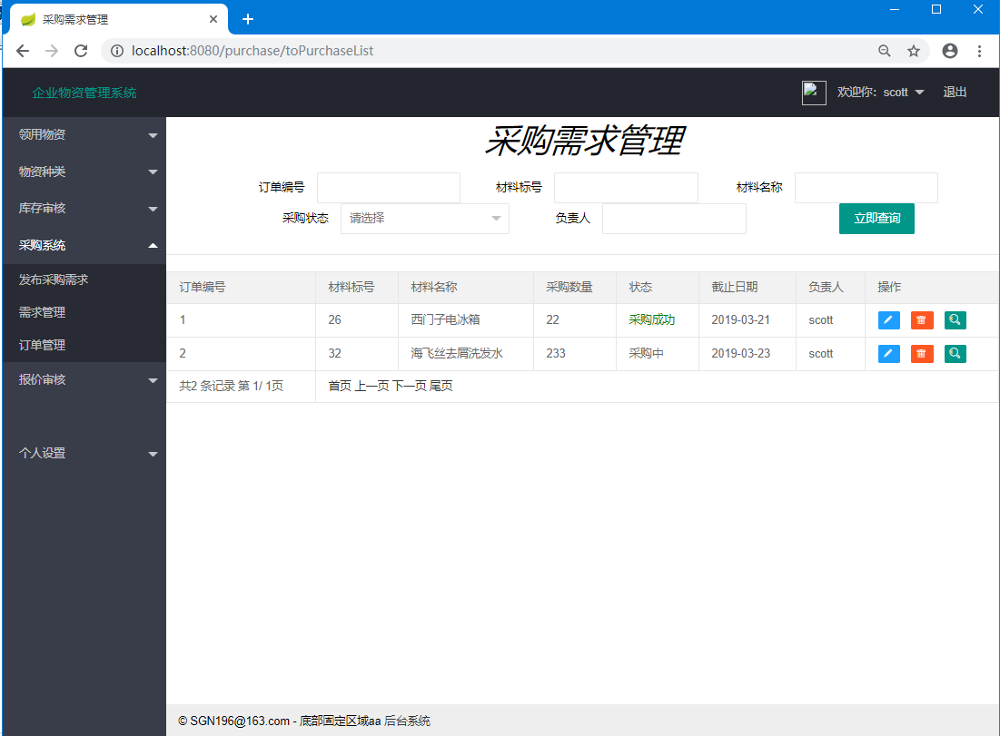 采购需求管理
localhost:8080/purchase/toPurchaseList
企业物资管理系统
欢迎你：scott
退出
领用物资
物资种类
库存审核
采购系统
发布采购需求
需求管理
订单管理
报价审核
个人设置
采购需求管理
订单编号 材料标号 材料名称
采购状态 请选择 负责人 立即查询
订单编号 材料标号 材料名称 采购数量 状态 截止日期 负责人 操作
1 26 西门子电冰箱 22 采购成功 2019-03-21 scott
2 32 海飞丝去屑洗发水 233 采购中 2019-03-23 scott
共2 条记录 第 1/ 1页 首页 上一页 下一页 尾页
© SGN196@163.com - 底部固定区域aa 后台系统